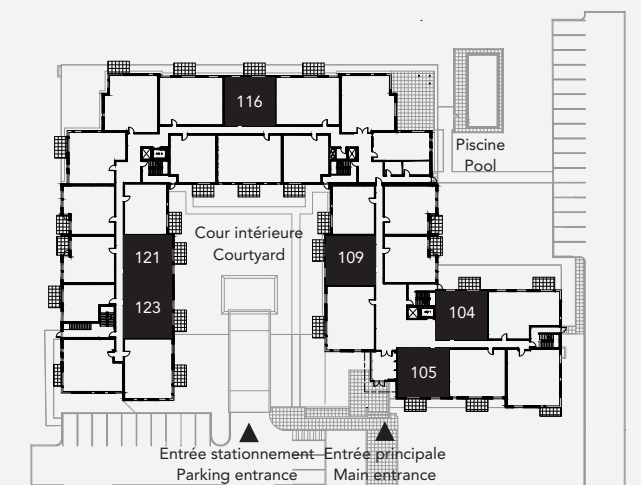 116
Piscine
Pool
Cour intérieure
Courtyard
121
109
123
104
105
Entrée stationnement
Parking entrance
Entrée principale
Main entrance